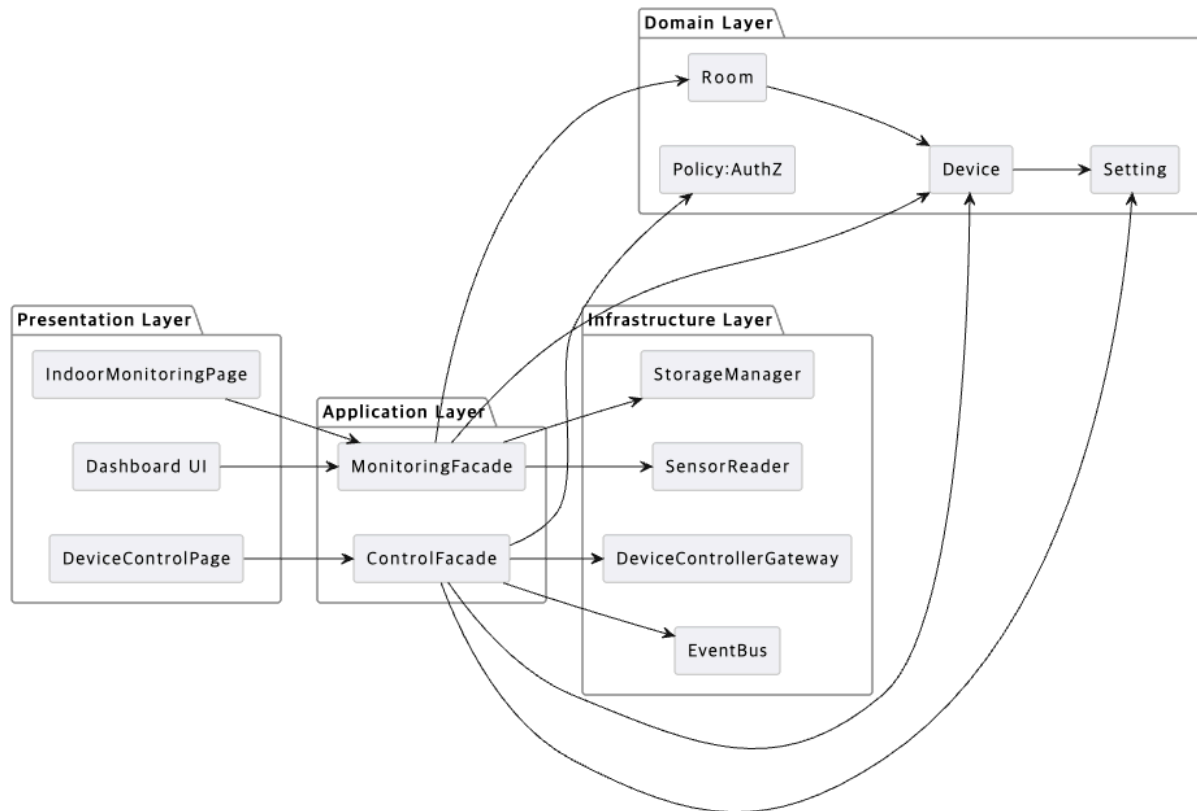 Domain Layer
Room
Policy:AuthZ
Device
Setting
Presentation Layer
IndoorMonitoringPage
Dashboard UI
DeviceControlPage
Application Layer
MonitoringFacade
ControlFacade
Infrastructure Layer
StorageManager
SensorReader
DeviceControllerGateway
EventBus